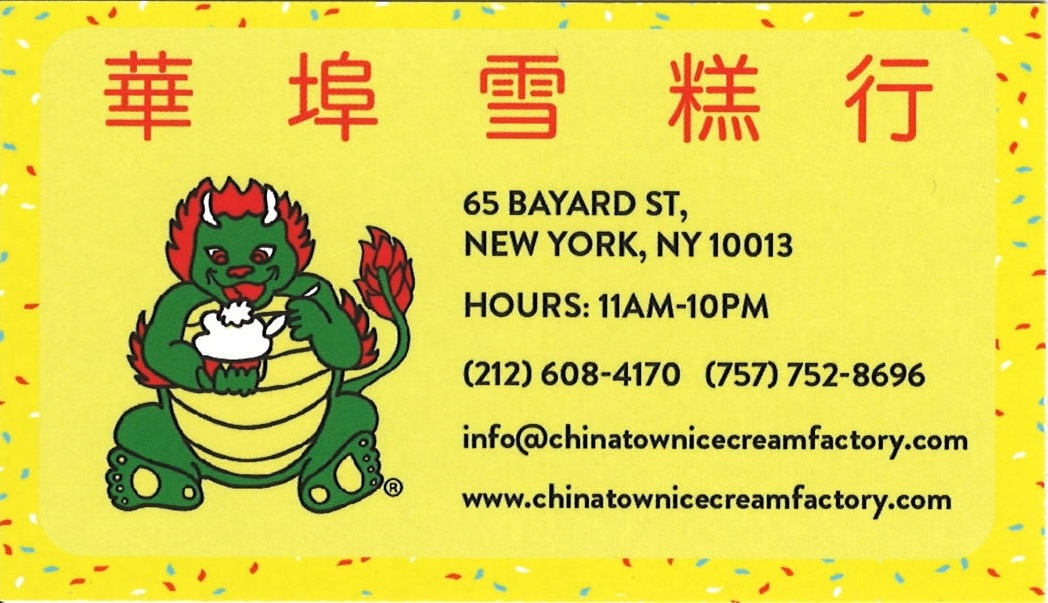 華埠雪糕行
65 BAYARD ST,
NEW YORK, NY 10013
HOURS: 11AM-10PM
(212) 608-4170 (757) 752-8696
info@chinatownicecreamfactory.com
www.chinatownicecreamfactory.com
®